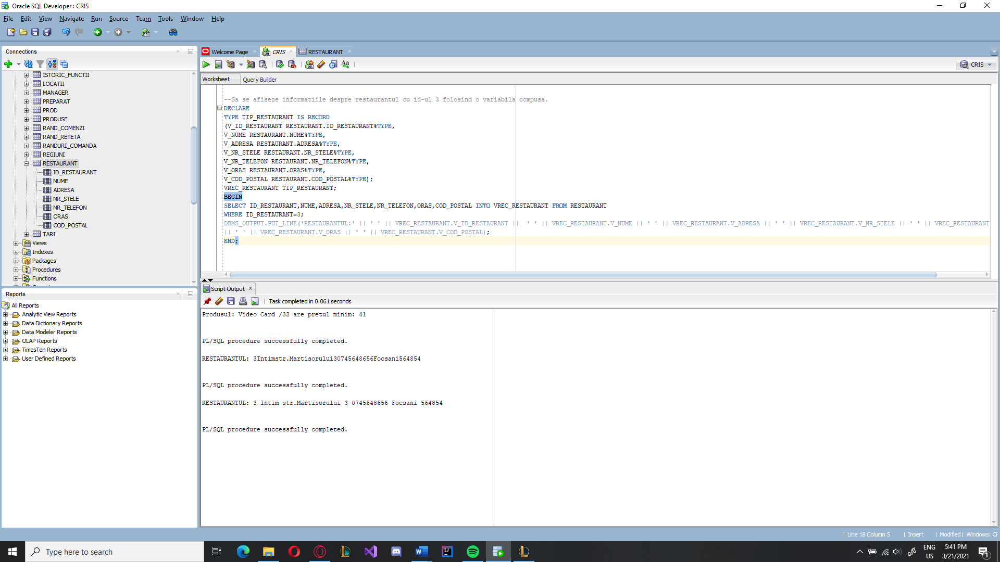 Oracle SQL Developer : CRIS
File Edit View Navigate Run Source Team Tools Window Help
Connections
ISTORIC_FUNCTII
LOCATII
MANAGER
PREPARAT
PROD
PRODUSE
RAND_COMENZI
RAND_RETETA
RANDURI_COMANDA
REGIUNI
RESTAURANT
ID_RESTAURANT
NUME
ADRESA
NR_STELE
NR_TELEFON
ORAS
COD_POSTAL
TARI
Views
Indexes
Packages
Procedures
Functions
Reports
All Reports
Analytic View Reports
Data Dictionary Reports
Data Modeler Reports
OLAP Reports
TimesTen Reports
User Defined Reports
Welcome Page CRIS RESTAURANT
CRIS
Worksheet Query Builder
--Sa se afiseze informatiile despre restaurantul cu id-ul 3 folosind o variabila compusa.
DECLARE
TYPE TIP_RESTAURANT IS RECORD
(V_ID_RESTAURANT RESTAURANT.ID_RESTAURANT%TYPE,
V_NUME RESTAURANT.NUME%TYPE,
V_ADRESA RESTAURANT.ADRESA%TYPE,
V_NR_STELE RESTAURANT.NR_STELE%TYPE,
V_NR_TELEFON RESTAURANT.NR_TELEFON%TYPE,
V_ORAS RESTAURANT.ORAS%TYPE,
V_COD_POSTAL RESTAURANT.COD_POSTAL%TYPE);
VREC_RESTAURANT TIP_RESTAURANT;
BEGIN
SELECT ID_RESTAURANT,NUME,ADRESA,NR_STELE,NR_TELEFON,ORAS,COD_POSTAL INTO VREC_RESTAURANT FROM RESTAURANT
WHERE ID_RESTAURANT=3;
DBMS_OUTPUT.PUT_LINE('RESTAURANTUL:' || ' ' || VREC_RESTAURANT.V_ID_RESTAURANT || ' ' || VREC_RESTAURANT.V_NUME || ' ' || VREC_RESTAURANT.V_ADRESA || ' ' || VREC_RESTAURANT.V_NR_STELE || ' ' || VREC_RESTAURANT
|| ' ' || VREC_RESTAURANT.V_ORAS || ' ' || VREC_RESTAURANT.V_COD_POSTAL);
END;
Script Output
Task completed in 0.061 seconds
Produsul: Video Card /32 are pretul minim: 41
PL/SQL procedure successfully completed.
RESTAURANTUL: 3Intimstr.Martisorului30745648656Focsani564854
PL/SQL procedure successfully completed.
RESTAURANTUL: 3 Intim str.Martisorului 3 0745648656 Focsani 564854
PL/SQL procedure successfully completed.
Line 18 Column 5 Insert Modified Windows:
Type here to search
ENG
US
5:41 PM
3/21/2021
1